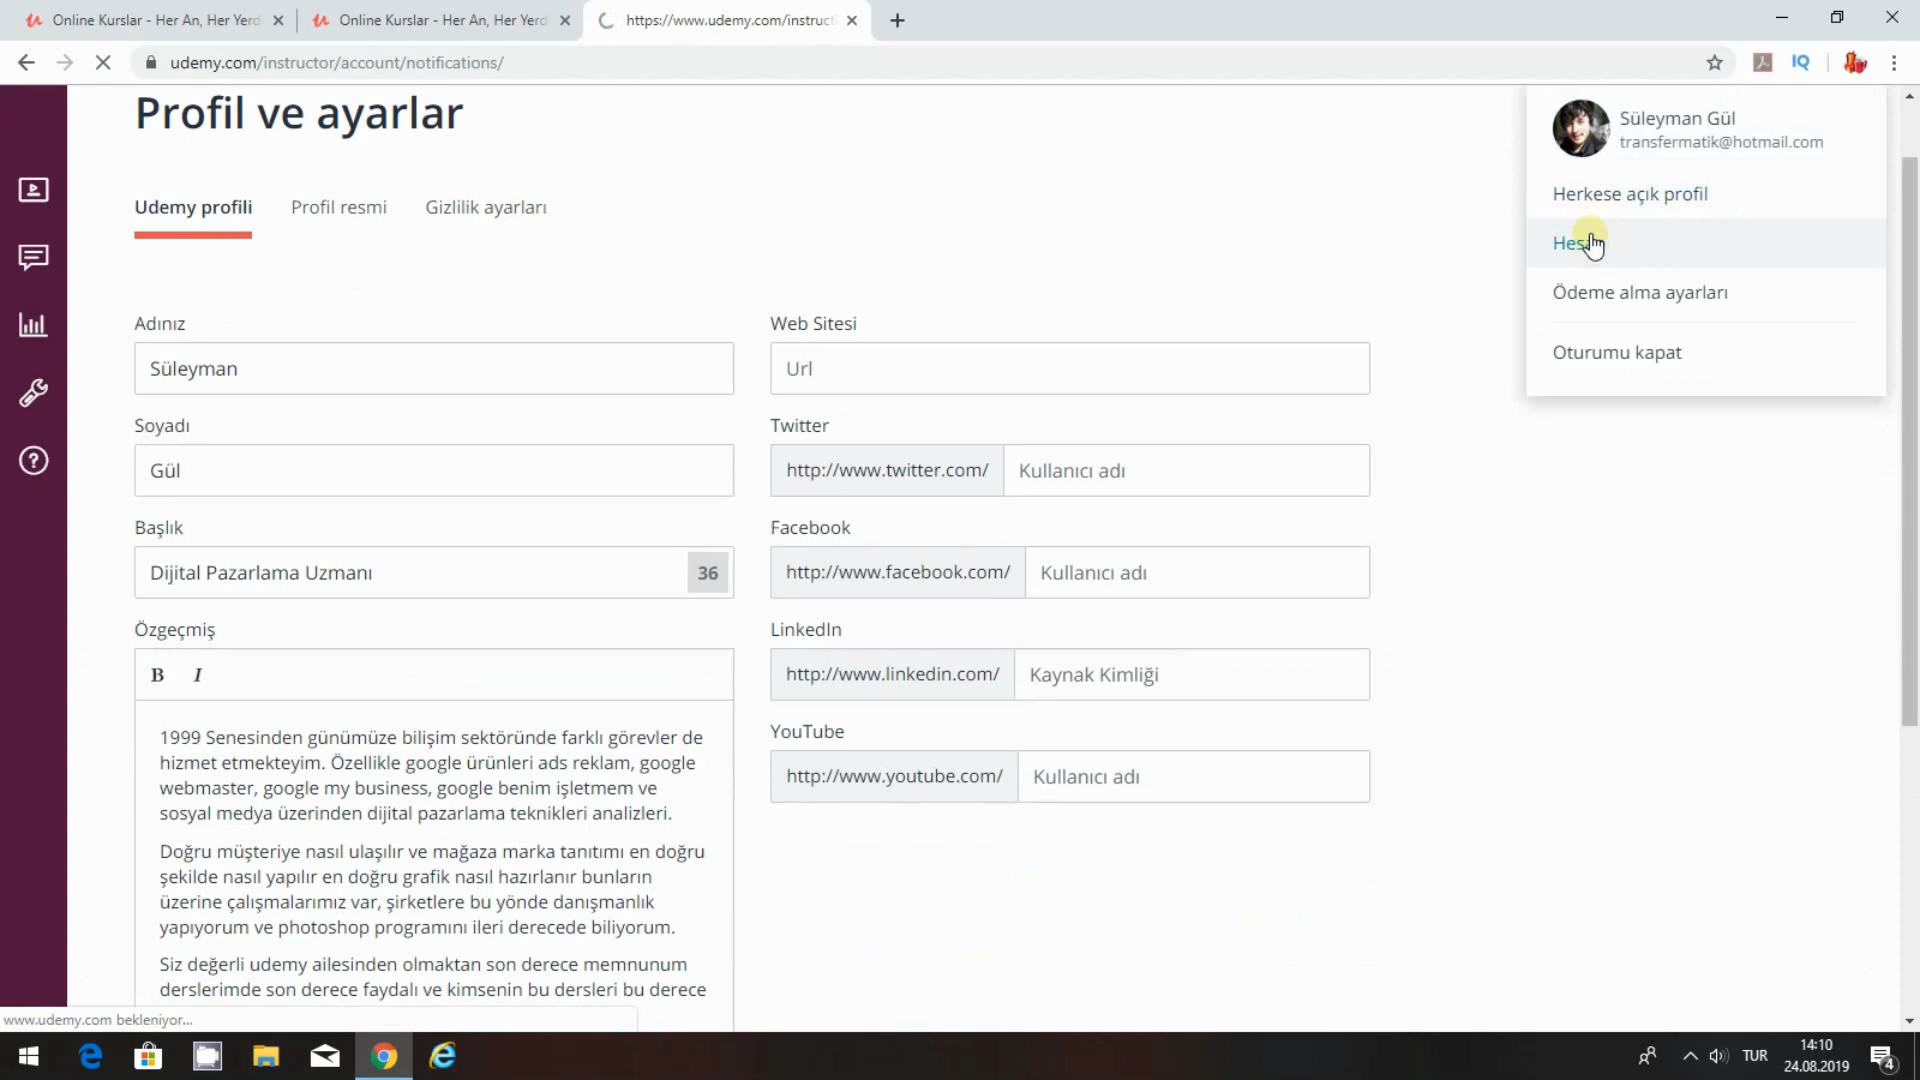 Online Kurslar - Her An, Her Yerd
Online Kurslar - Her An, Her Yerd
https://www.udemy.com/instruct
udemy.com/instructor/account/notifications/
IQ
Profil ve ayarlar
Süleyman Gül
transfermatik@hotmail.com
Herkese açık profil
Ödeme alma ayarları
Oturumu kapat
Udemy profili
Profil resmi
Gizlilik ayarları
Adınız
Süleyman
Soyadı
Gül
Başlık
Dijital Pazarlama Uzmanı
36
Özgeçmiş
B I
1999 Senesinden günümüze bilişim sektöründe farklı görevler de
hizmet etmekteyim. Özellikle google ürünleri ads reklam, google
webmaster, google my business, google benim işletmem ve
sosyal medya üzerinden dijital pazarlama teknikleri analizleri.
Doğru müşteriye nasıl ulaşılır ve mağaza marka tanıtımı en doğru
şekilde nasıl yapılır en doğru grafik nasıl hazırlanır bunların
üzerine çalışmalarımız var, şirketlere bu yönde danışmanlık
yapıyorum ve photoshop programını ileri derecede biliyorum.
Siz değerli udemy ailesinden olmaktan son derece memnunum
derslerimde son derece faydalı ve kimsenin bu dersleri bu derece
Web Sitesi
Url
Twitter
http://www.twitter.com/
Kullanıcı adı
Facebook
http://www.facebook.com/
Kullanıcı adı
LinkedIn
http://www.linkedin.com/
Kaynak Kimliği
YouTube
http://www.youtube.com/
Kullanıcı adı
www.udemy.com bekleniyor...
TUR
14:10
24.08.2019
4